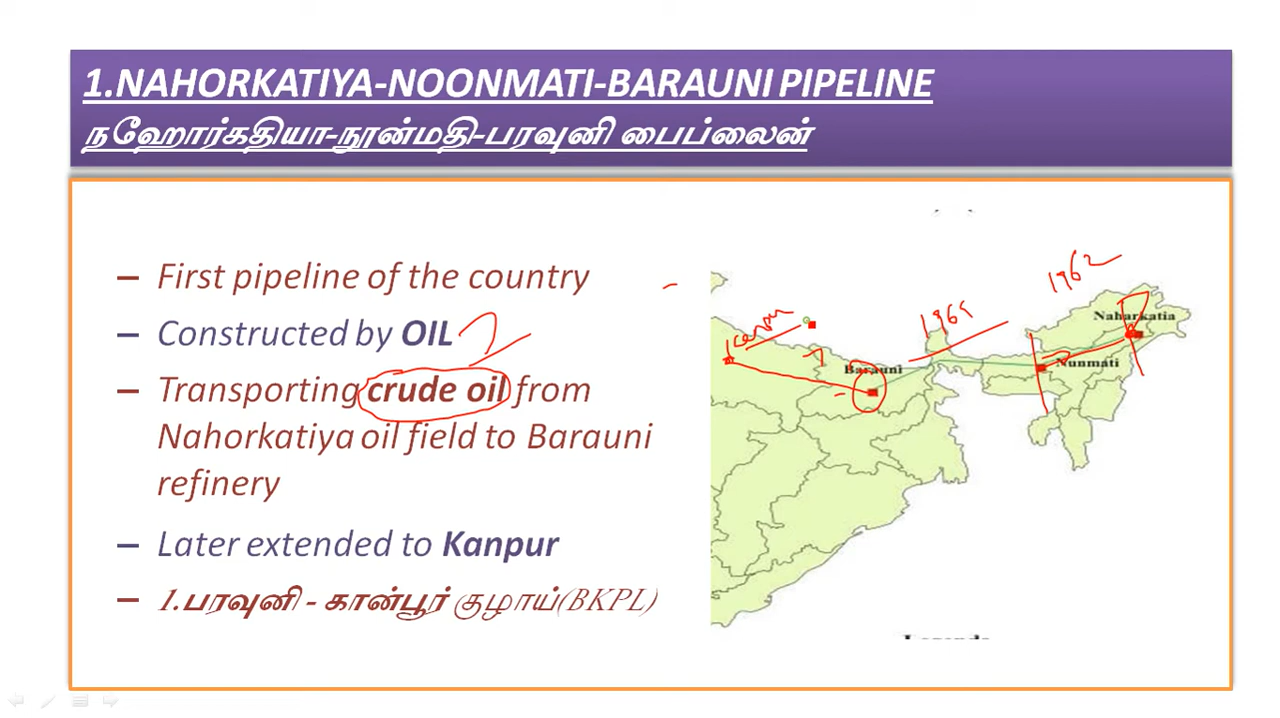 1.NAHORKATIYA-NOONMATI-BARAUNI PIPELINE
நஹோர்கதியா-நூன்மதி-பரவுனி பைப்லைன்
– First pipeline of the country
– Constructed by OIL
– Transporting crude oil from
Nahorkatiya oil field to Barauni
refinery
– Later extended to Kanpur
– 1.பரவுனி - கான்பூர் குழாய்(BKPL)
1962
Naharkatia
Nunmati
Barauni